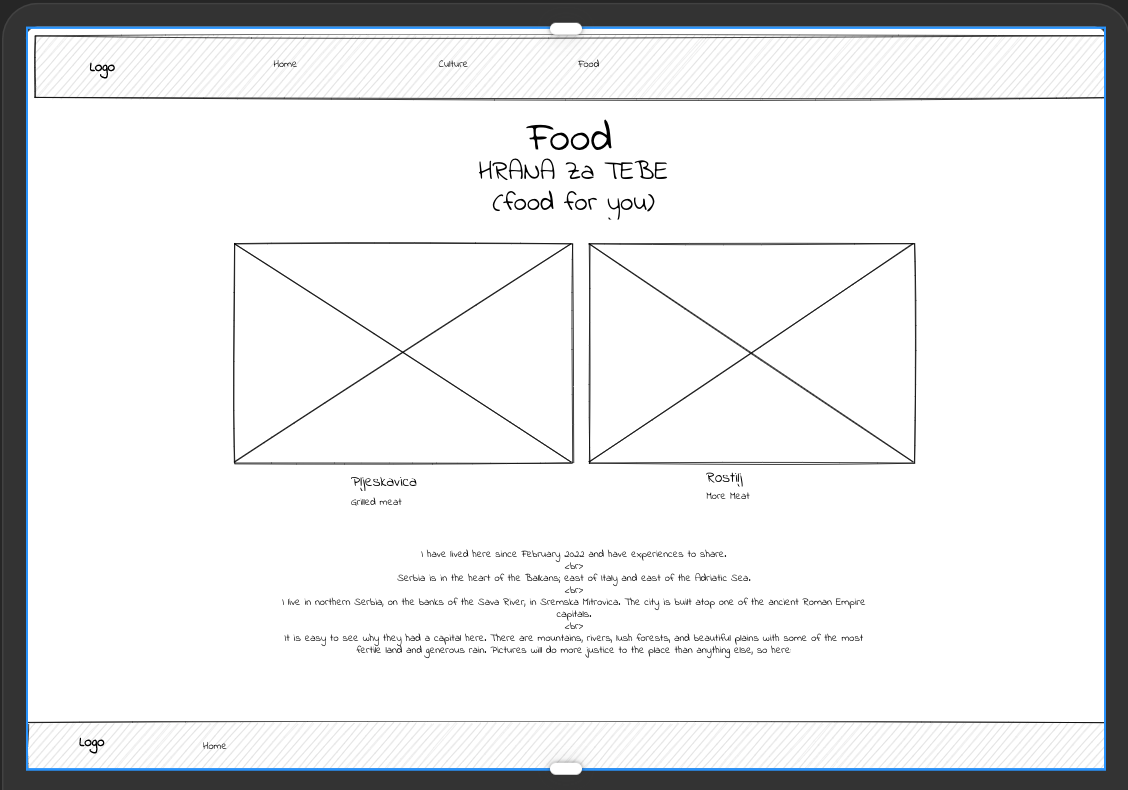 Logo
Home
Culture
Food
Food
HRANA za TEBE
(food for you)
Pljeskavica
Grilled meat
Rostilj
More Meat
I have lived here since February 2022 and have experiences to share.
<br>
Serbia is in the heart of the Balkans; east of Italy and east of the Adriatic Sea.
<br>
I live in northern Serbia, on the banks of the Sava River, in Sremska Mitrovica. The city is built atop one of the ancient Roman Empire
capitals.
<br>
It is easy to see why they had a capital here. There are mountains, rivers, lush forests, and beautiful plains with some of the most
fertile land and generous rain. Pictures will do more justice to the place than anything else, so here
Logo
Home